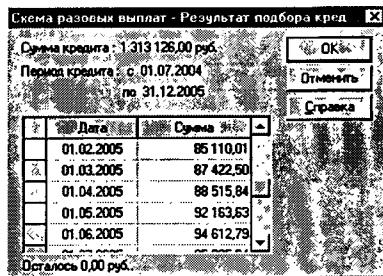 Схема разовых выплат - Результат подбора кред
Сумма кредита : 1 313 126,00 руб.
Период кредита : с 01.07.2004
по 31.12.2005
OK
Отменить
Справка
Дата Сумма
01.02.2005 85 110,01
01.03.2005 87 422,50
01.04.2005 88 515,84
01.05.2005 92 163,63
01.06.2005 94 612,79
Осталось 0,00 руб.